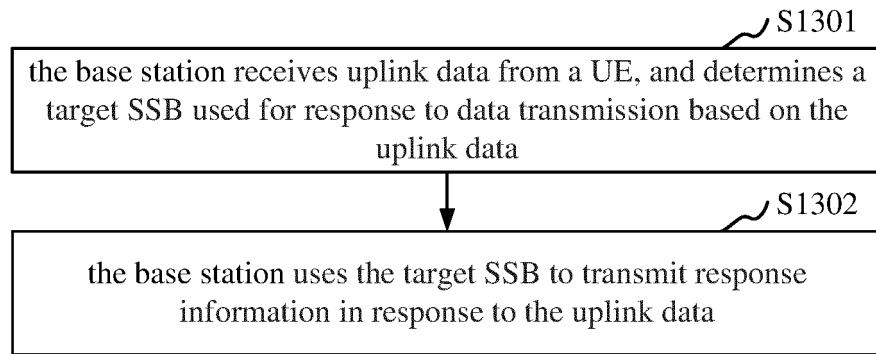 S1301
the base station receives uplink data from a UE, and determines a
target SSB used for response to data transmission based on the
uplink data
S1302
the base station uses the target SSB to transmit response
information in response to the uplink data